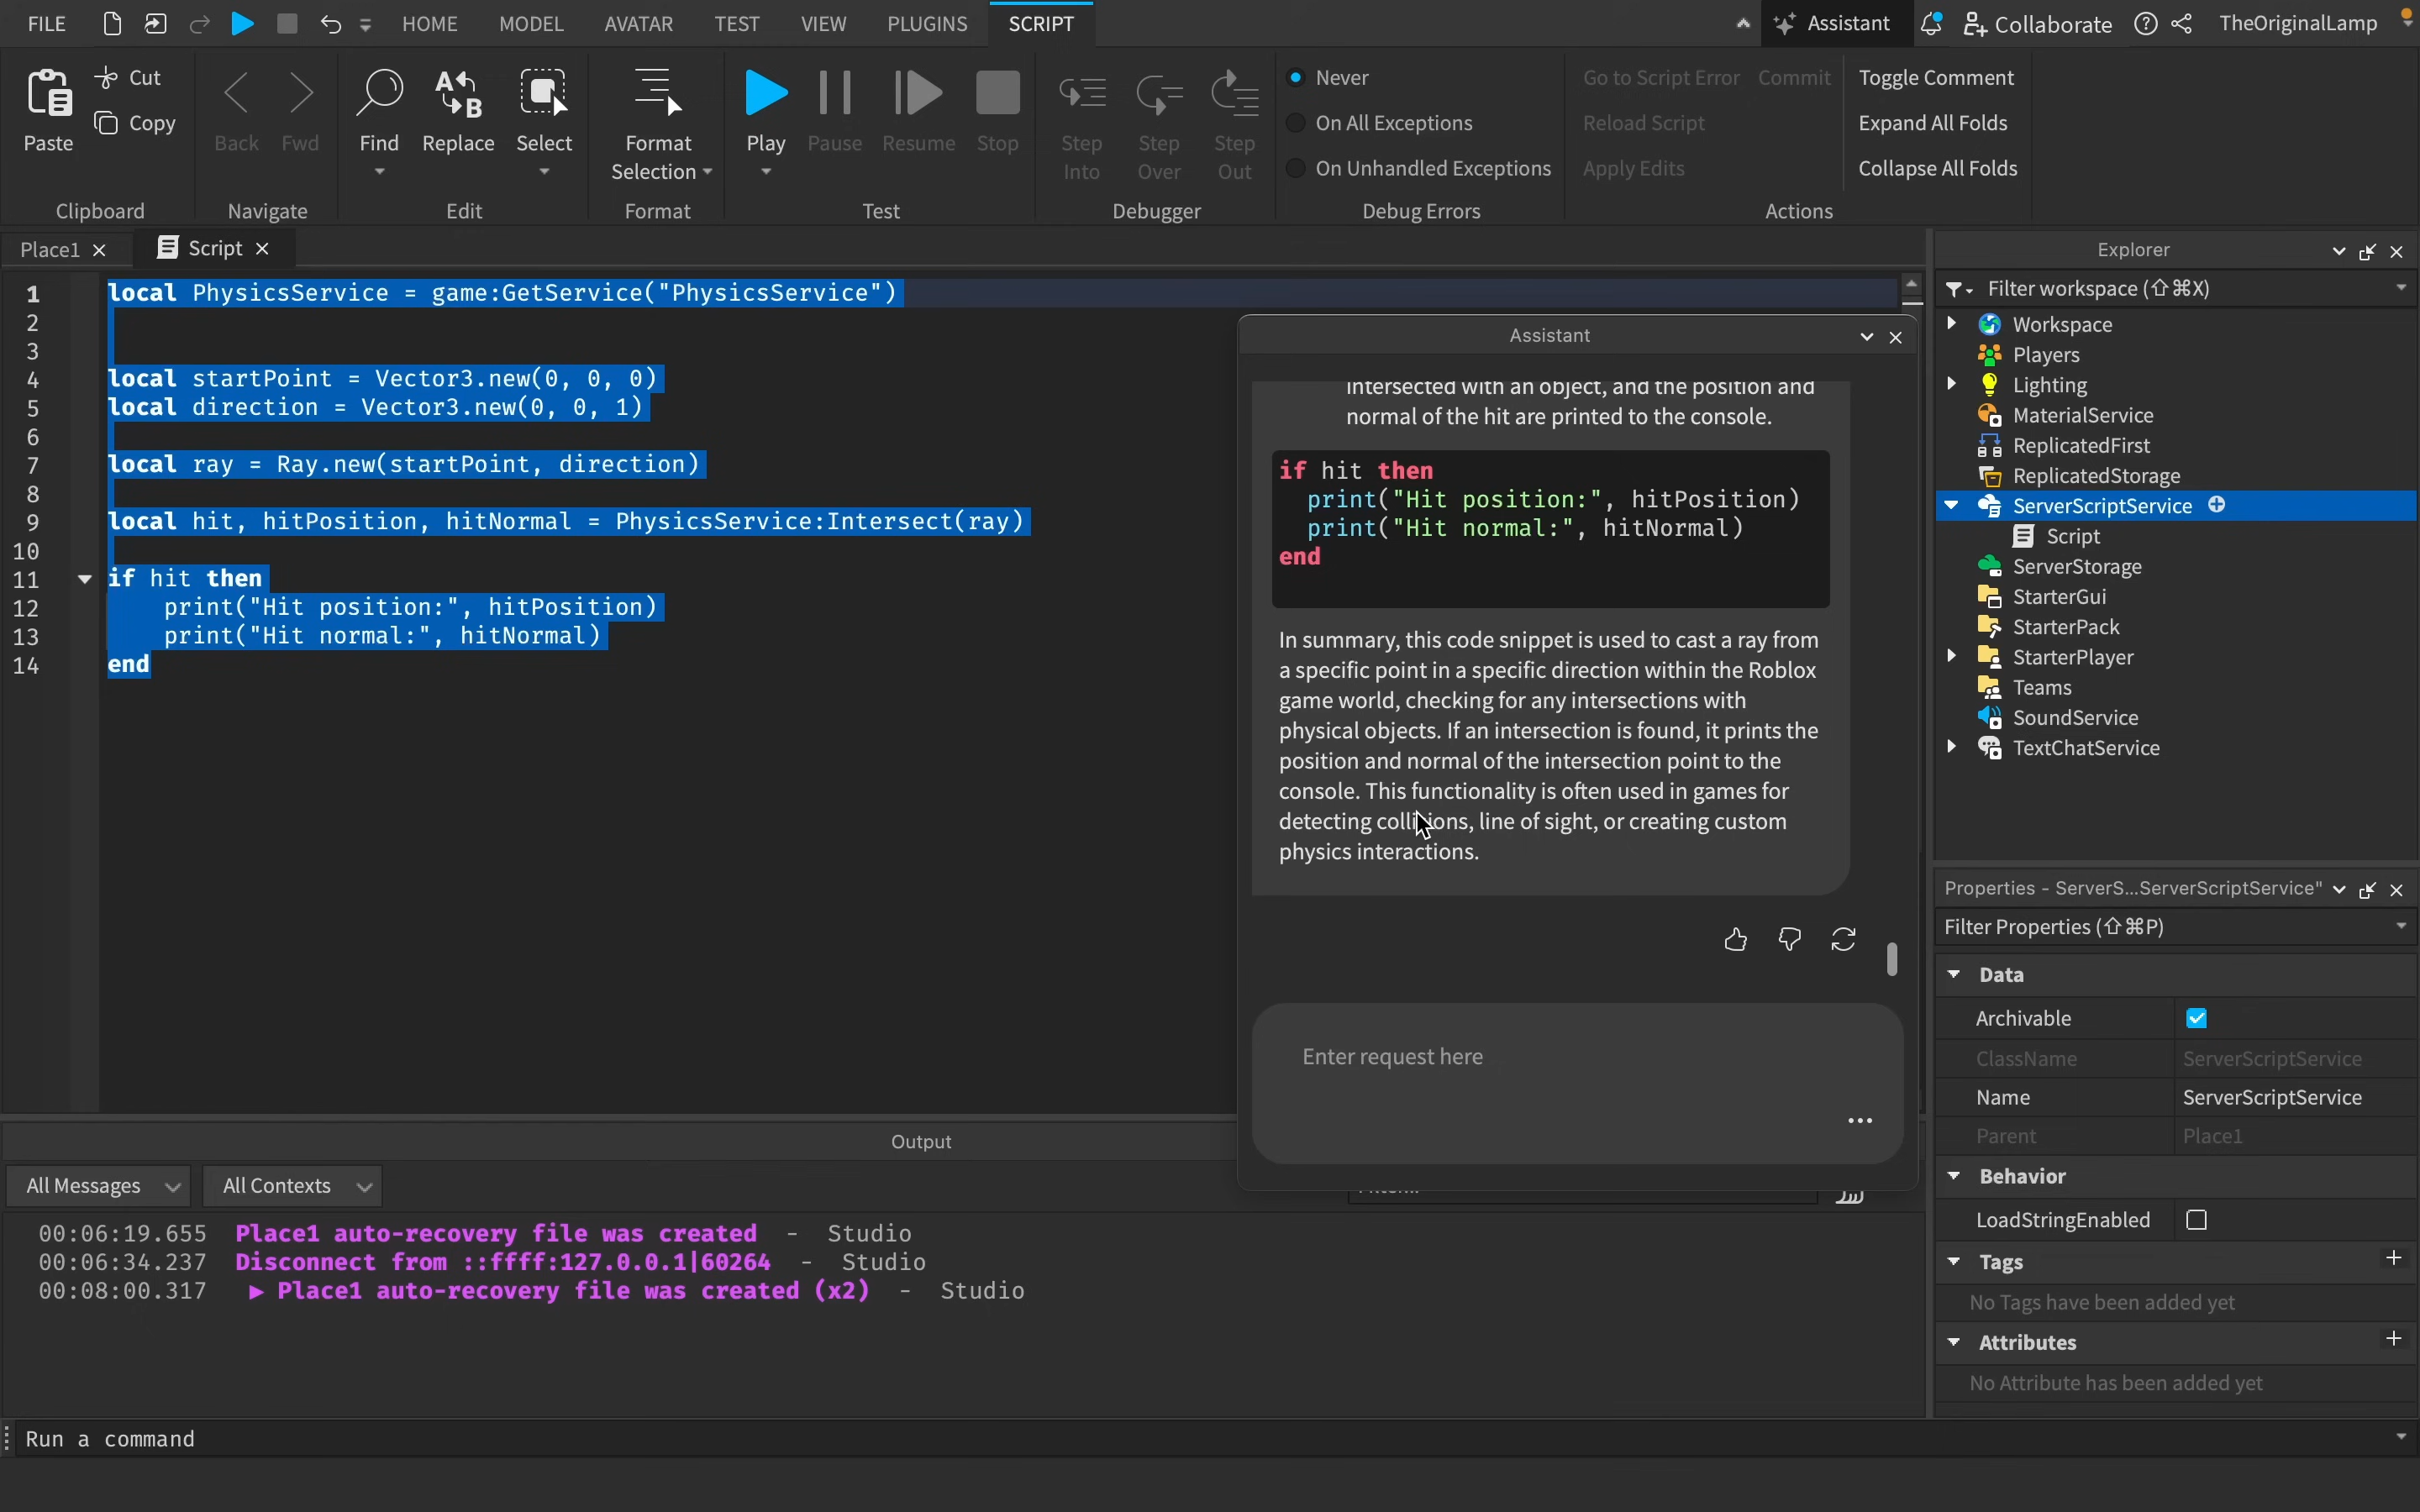 FILE HOME MODEL AVATAR TEST VIEW PLUGINS SCRIPT Assistant Collaborate TheOriginalLamp
Paste Cut Copy
Clipboard
Back Fwd
Navigate
Find Replace Select
Edit
Format Selection
Format
Play Pause Resume Stop
Test
Step Into Step Over Step Out
Debugger
Never
On All Exceptions
On Unhandled Exceptions
Debug Errors
Go to Script Error Commit Toggle Comment
Reload Script Expand All Folds
Apply Edits Collapse All Folds
Actions
Place1 Script
1 local PhysicsService = game:GetService("PhysicsService")
2
3
4 local startPoint = Vector3.new(0, 0, 0)
5 local direction = Vector3.new(0, 0, 1)
6
7 local ray = Ray.new(startPoint, direction)
8
9 local hit, hitPosition, hitNormal = PhysicsService:Intersect(ray)
10
11 if hit then
12 print("Hit position:", hitPosition)
13 print("Hit normal:", hitNormal)
14 end
Assistant
intersected with an object, and the position and
normal of the hit are printed to the console.
if hit then
print("Hit position:", hitPosition)
print("Hit normal:", hitNormal)
end
In summary, this code snippet is used to cast a ray from
a specific point in a specific direction within the Roblox
game world, checking for any intersections with
physical objects. If an intersection is found, it prints the
position and normal of the intersection point to the
console. This functionality is often used in games for
detecting collisions, line of sight, or creating custom
physics interactions.
Enter request here
Explorer
Filter workspace (⇧⌘X)
Workspace
Players
Lighting
MaterialService
ReplicatedFirst
ReplicatedStorage
ServerScriptService
Script
ServerStorage
StarterGui
StarterPack
StarterPlayer
Teams
SoundService
TextChatService
Properties - ServerS...ServerScriptService"
Filter Properties (⇧⌘P)
Data
Archivable
ClassName ServerScriptService
Name ServerScriptService
Parent Place1
Behavior
LoadStringEnabled
Tags
No Tags have been added yet
Attributes
No Attribute has been added yet
Output
All Messages All Contexts
00:06:19.655 Place1 auto-recovery file was created - Studio
00:06:34.237 Disconnect from ::ffff:127.0.0.1|60264 - Studio
00:08:00.317 ▶ Place1 auto-recovery file was created (x2) - Studio
Run a command